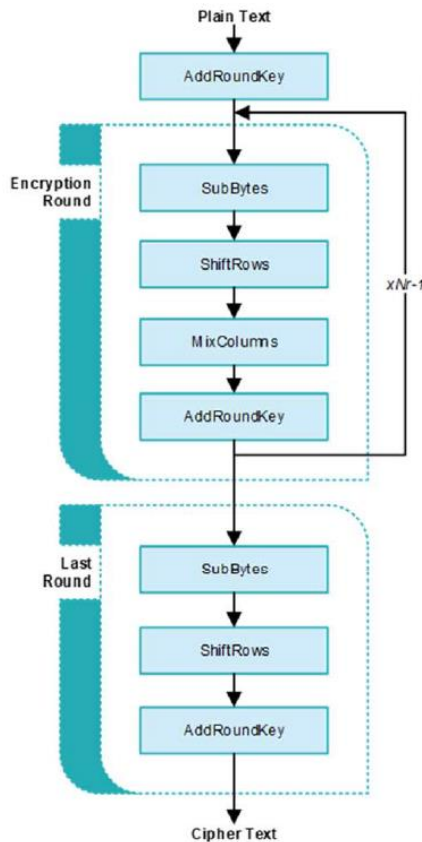 Plain Text
AddRoundKey
Encryption
Round
SubBytes
ShiftRows
MixColumns
AddRoundKey
xNr-1
Last
Round
SubBytes
ShiftRows
AddRoundKey
Cipher Text